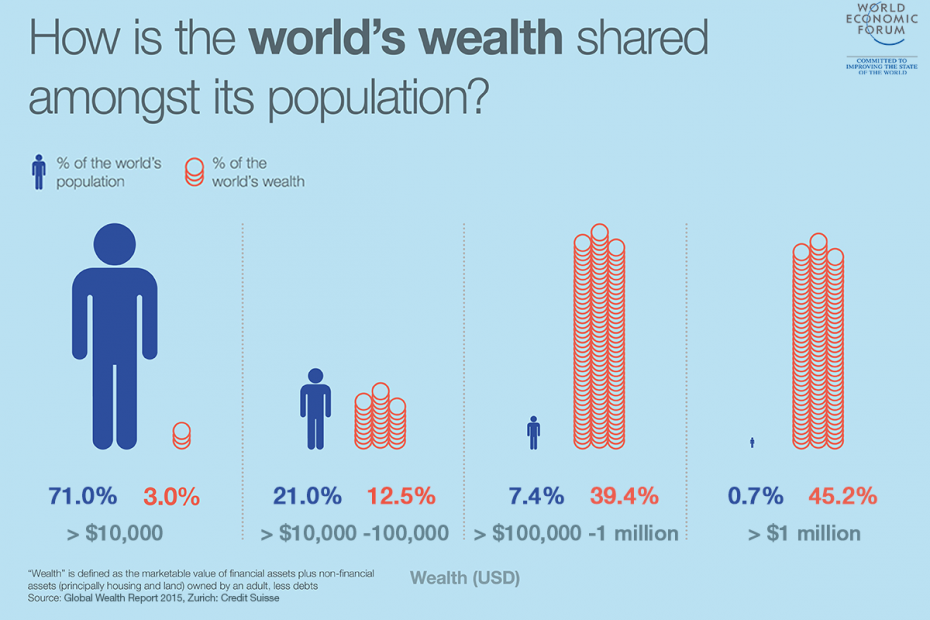 How is the world's wealth shared
amongst its population?
WORLD
ECONOMIC
FORUM
COMMITTED TO
IMPROVING THE STATE
OF THE WORLD
% of the world's
population
% of the
world's wealth
71.0% 3.0%
> $10,000
21.0% 12.5%
> $10,000 -100,000
7.4% 39.4%
> $100,000 -1 million
0.7% 45.2%
> $1 million
Wealth (USD)
“Wealth” is defined as the marketable value of financial assets plus non-financial
assets (principally housing and land) owned by an adult, less debts
Source: Global Wealth Report 2015, Zurich: Credit Suisse